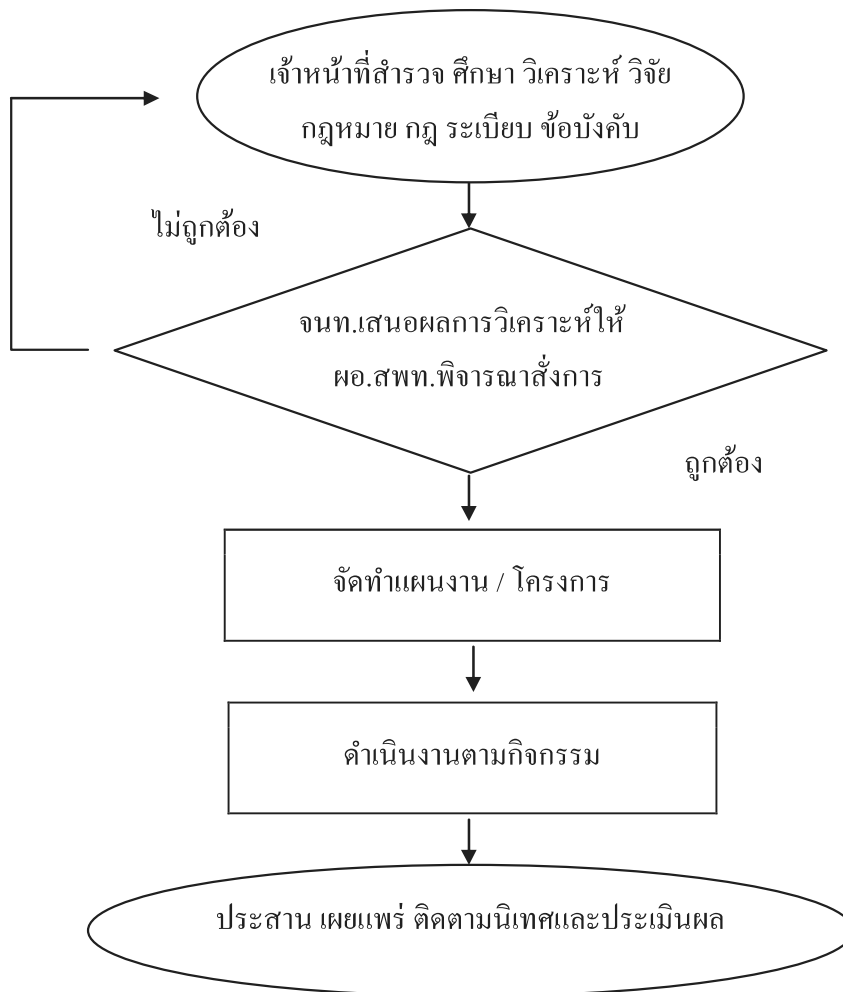 เจ้าหน้าที่สำรวจ ศึกษา วิเคราะห์ วิจัย
กฎหมาย กฎ ระเบียบ ข้อบังคับ
ไม่ถูกต้อง
จนท.เสนอผลการวิเคราะห์ให้
ผอ.สพท.พิจารณาสั่งการ
ถูกต้อง
จัดทำแผนงาน / โครงการ
ดำเนินงานตามกิจกรรม
ประสาน เผยแพร่ ติดตามนิเทศและประเมินผล